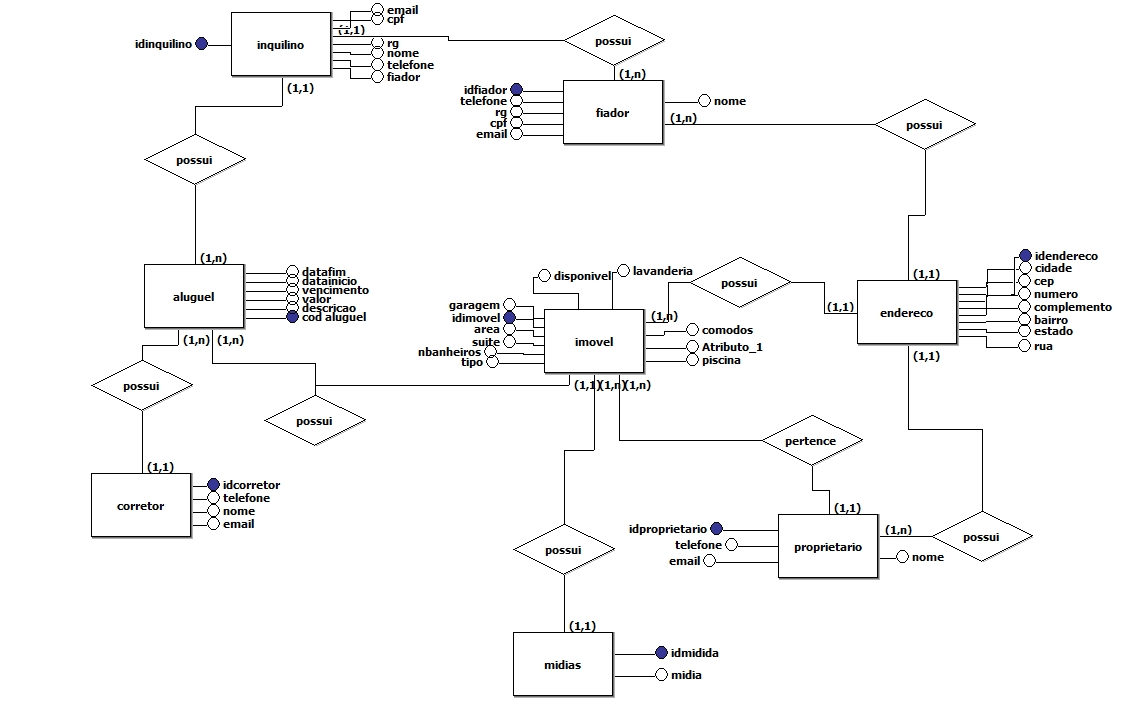 email
cpf
(1,1)
idinquilino
inquilino
rg
nome
telefone
fiador
possui
(1,1)
(1,n)
idfiador
telefone
rg
cpf
email
fiador
nome
(1,n)
possui
possui
(1,n)
aluguel
datafim
datainicio
vencimento
valor
descricao
cod aluguel
(1,n)
(1,n)
disponivel
lavanderia
possui
(1,1)
(1,n)
garagem
idimovel
area
suite
nbanheiros
tipo
imovel
comodos
Atributo_1
piscina
(1,1)
(1,n)
(1,n)
(1,1)
endereco
idendereco
cidade
cep
numero
complemento
bairro
estado
rua
(1,1)
possui
possui
pertence
(1,1)
corretor
idcorretor
telefone
nome
email
(1,1)
idproprietario
telefone
email
proprietario
(1,n)
nome
possui
possui
(1,1)
midias
idmidida
midia